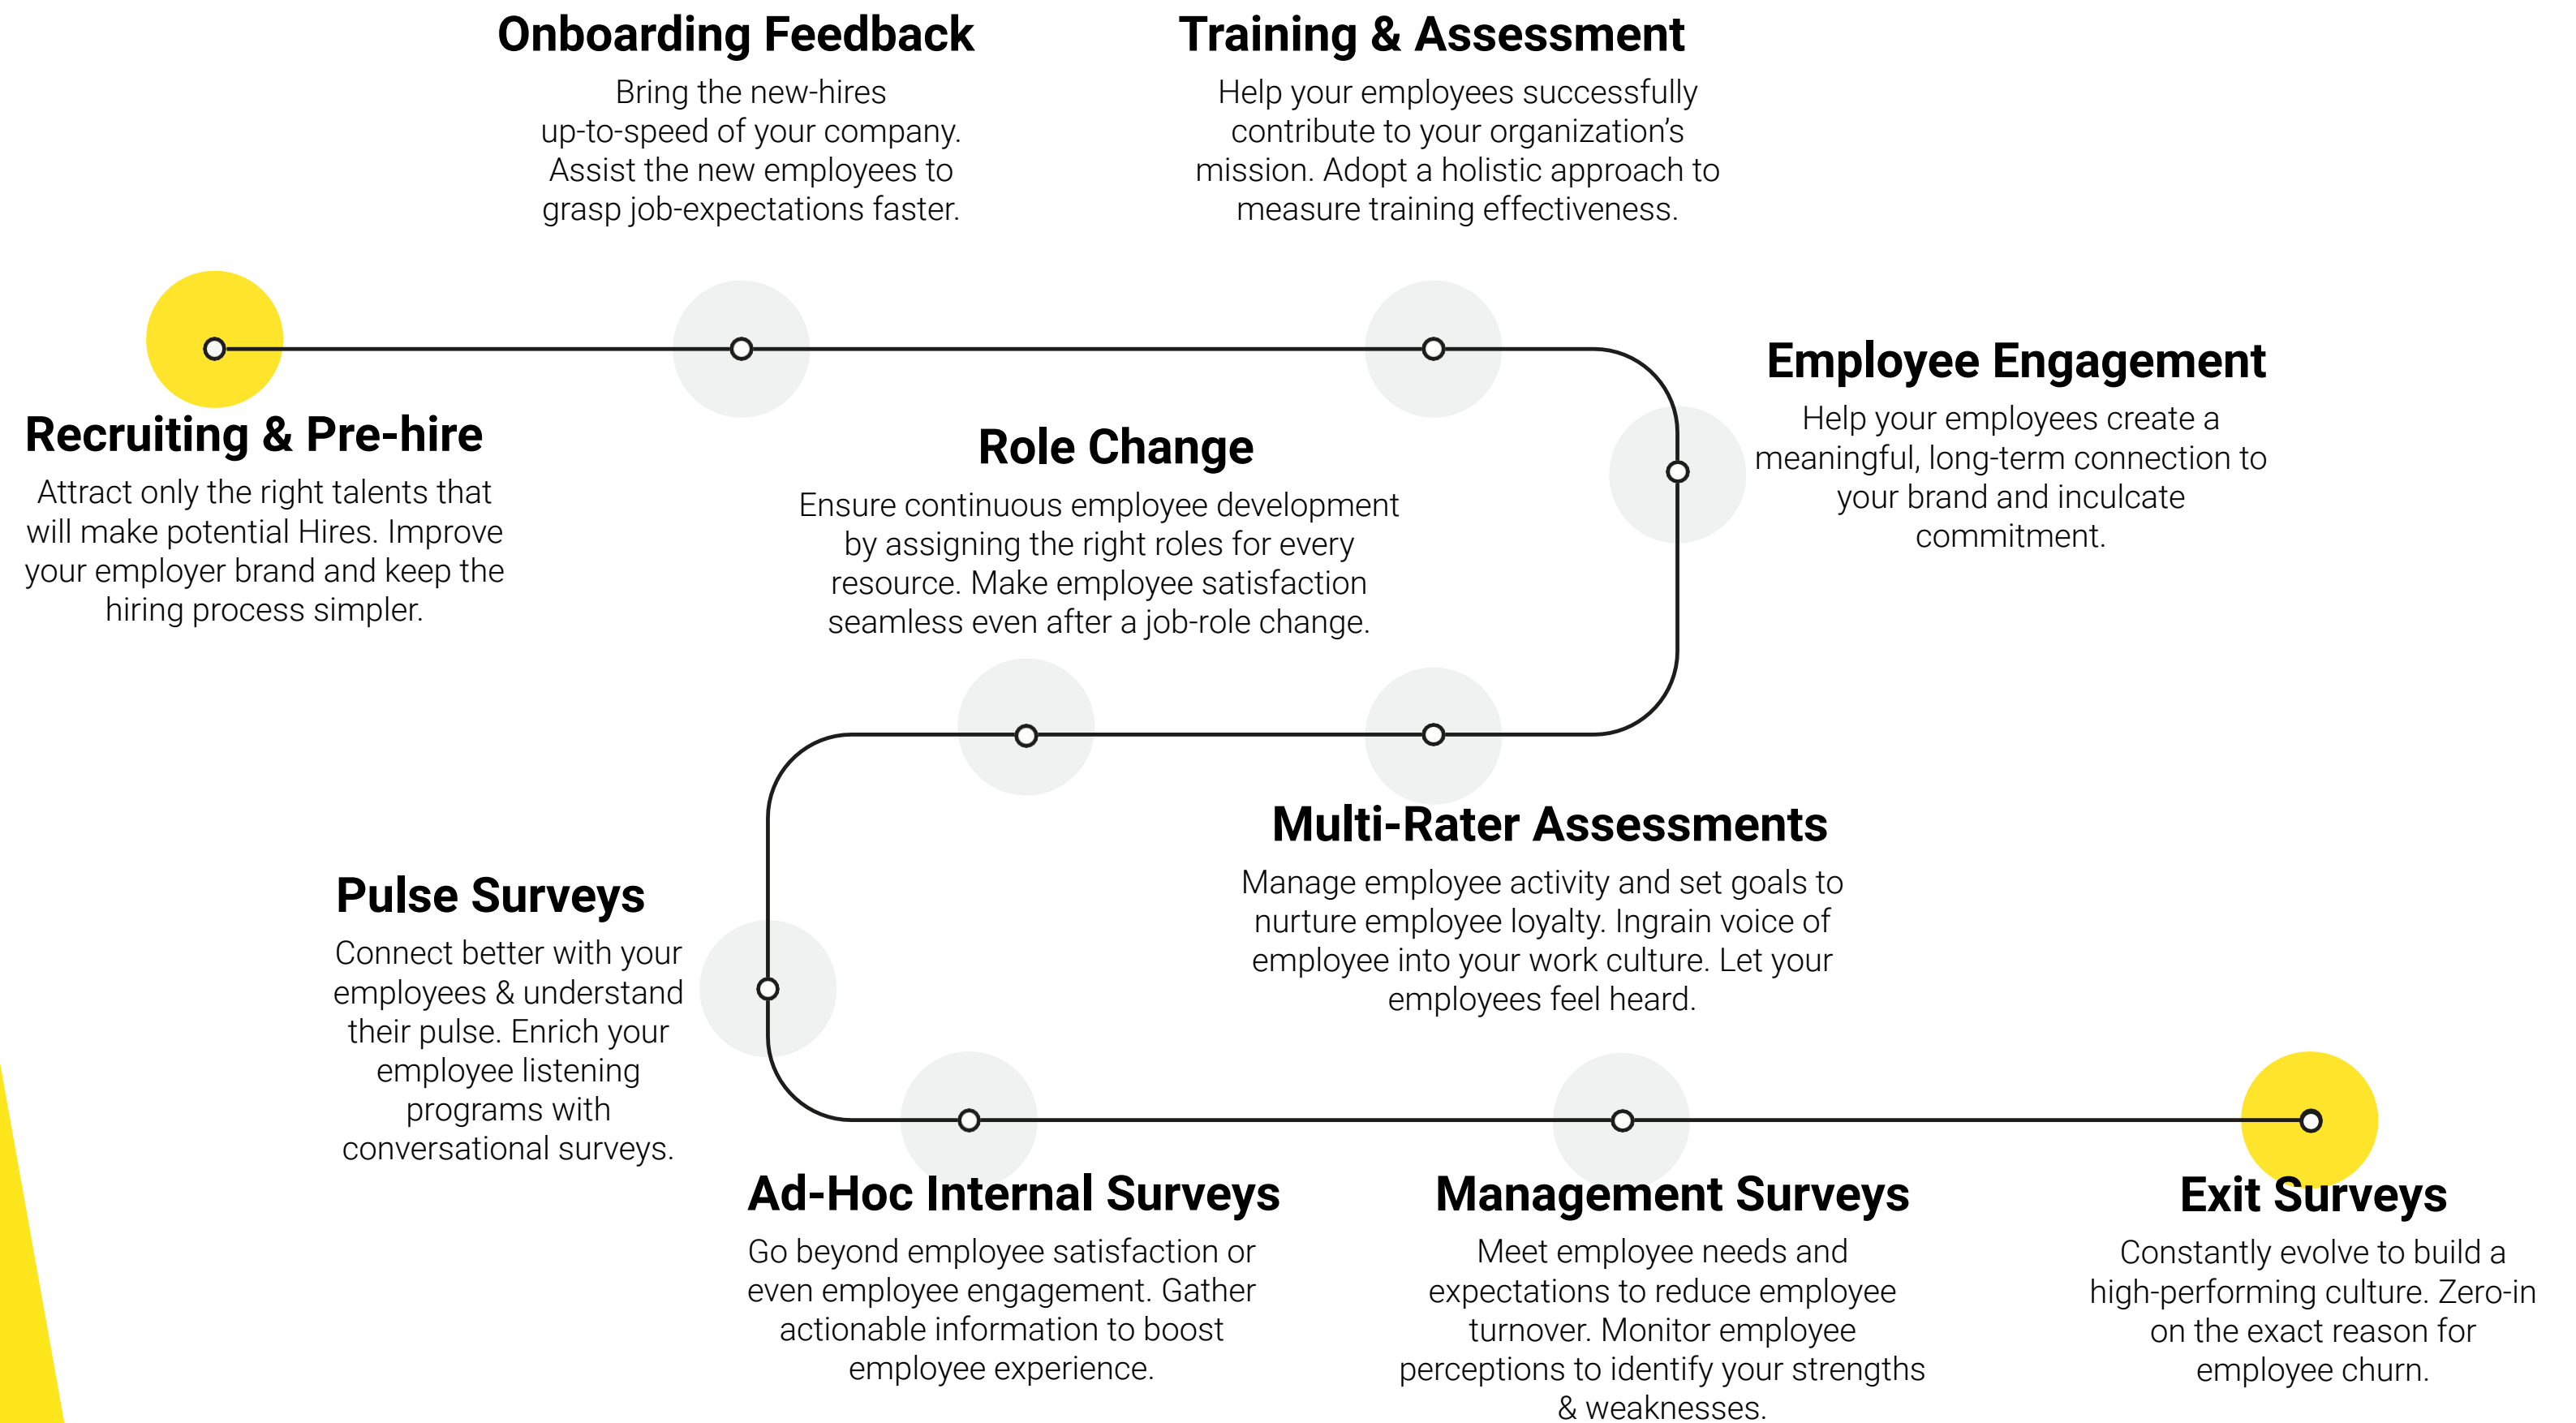 Onboarding Feedback
Bring the new-hires
up-to-speed of your company.
Assist the new employees to
grasp job-expectations faster.
Training & Assessment
Help your employees successfully
contribute to your organization’s
mission. Adopt a holistic approach to
measure training effectiveness.
Recruiting & Pre-hire
Attract only the right talents that
will make potential Hires. Improve
your employer brand and keep the
hiring process simpler.
Employee Engagement
Help your employees create a
meaningful, long-term connection to
your brand and inculcate
commitment.
Role Change
Ensure continuous employee development
by assigning the right roles for every
resource. Make employee satisfaction
seamless even after a job-role change.
Multi-Rater Assessments
Manage employee activity and set goals to
nurture employee loyalty. Ingrain voice of
employee into your work culture. Let your
employees feel heard.
Pulse Surveys
Connect better with your
employees & understand
their pulse. Enrich your
employee listening
programs with
conversational surveys.
Ad-Hoc Internal Surveys
Go beyond employee satisfaction or
even employee engagement. Gather
actionable information to boost
employee experience.
Management Surveys
Meet employee needs and
expectations to reduce employee
turnover. Monitor employee
perceptions to identify your strengths
& weaknesses.
Exit Surveys
Constantly evolve to build a
high-performing culture. Zero-in
on the exact reason for
employee churn.